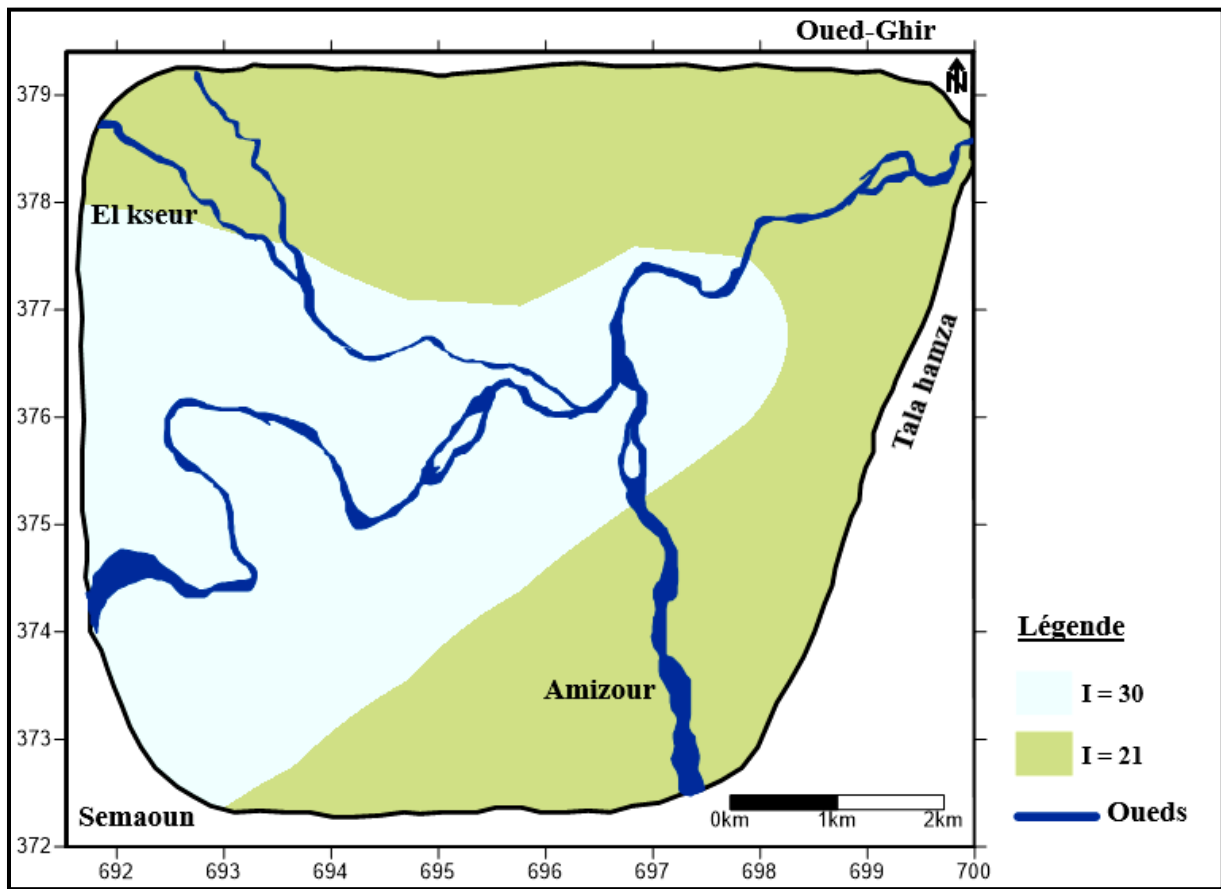 Oued-Ghir
N
379
378
377
376
375
374
373
372
El kseur
Tala hamza
Amizour
Semaoun
0km 1km 2km
692 693 694 695 696 697 698 699 700
Légende
I = 30
I = 21
Oueds